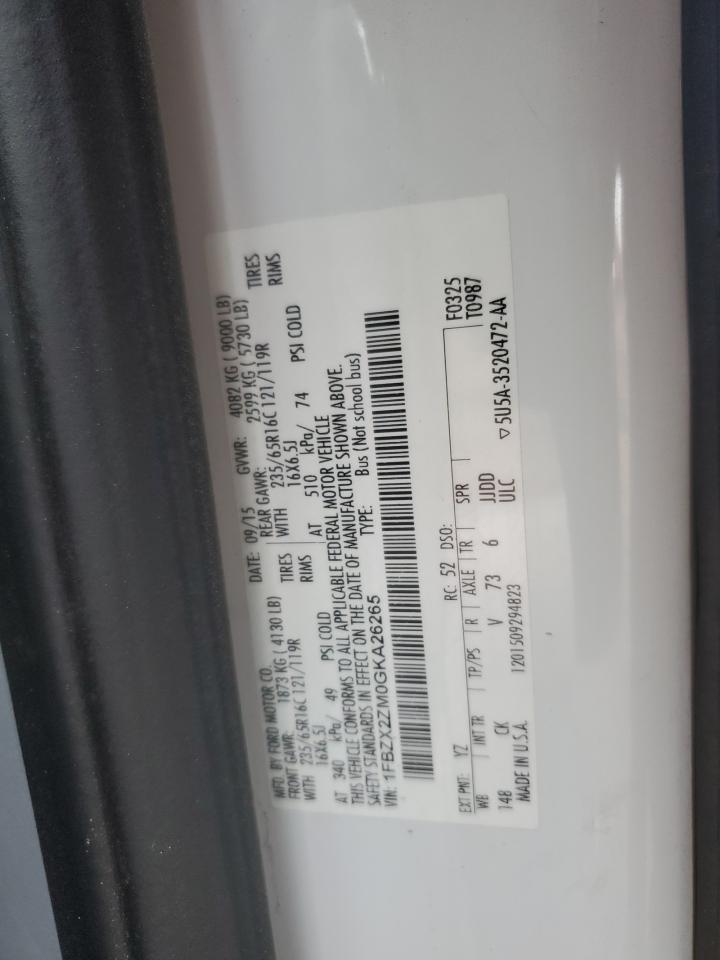 MFD. BY FORD MOTOR CO. DATE: 09/15 GVWR: 4082 KG ( 9000 LB)
FRONT GAWR: 1873 KG ( 4130 LB) REAR GAWR: 2599 KG ( 5730 LB)
WITH 235/65R16C 121/119R TIRES WITH 235/65R16C 121/119R TIRES
16X6.5J RIMS 16X6.5J RIMS
AT 340 kPa/ 49 PSI COLD AT 510 kPa/ 74 PSI COLD
THIS VEHICLE CONFORMS TO ALL APPLICABLE FEDERAL MOTOR VEHICLE
SAFETY STANDARDS IN EFFECT ON THE DATE OF MANUFACTURE SHOWN ABOVE.
VIN: 1FBZX2ZM0GKA26265 TYPE: Bus (Not school bus)
EXT PNT: YZ RC: 52 DSO: F0325
WB INT TR TP/PS R AXLE TR SPR T0987
148 CK V 73 6 JJDD
MADE IN U.S.A. 1201509294823 ULC ▽5U5A-3520472-AA